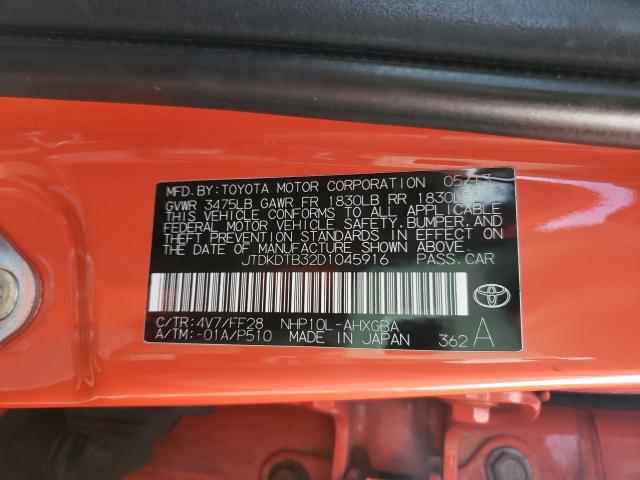 MFD. BY: TOYOTA MOTOR CORPORATION
GVWR 3475LB GAWR FR 1830LB RR 1830LB
THIS VEHICLE CONFORMS TO ALL APPLICABLE
FEDERAL MOTOR VEHICLE SAFETY, BUMPER, AND
THEFT PREVENTION STANDARDS IN EFFECT ON
THE DATE OF MANUFACTURE SHOWN ABOVE.
JTDKDTB32D1045916 PASS. CAR
C/TR: 4V7/FF28 NHP10L-AHXGBA
A/TM: -01A/P510 MADE IN JAPAN 362 A